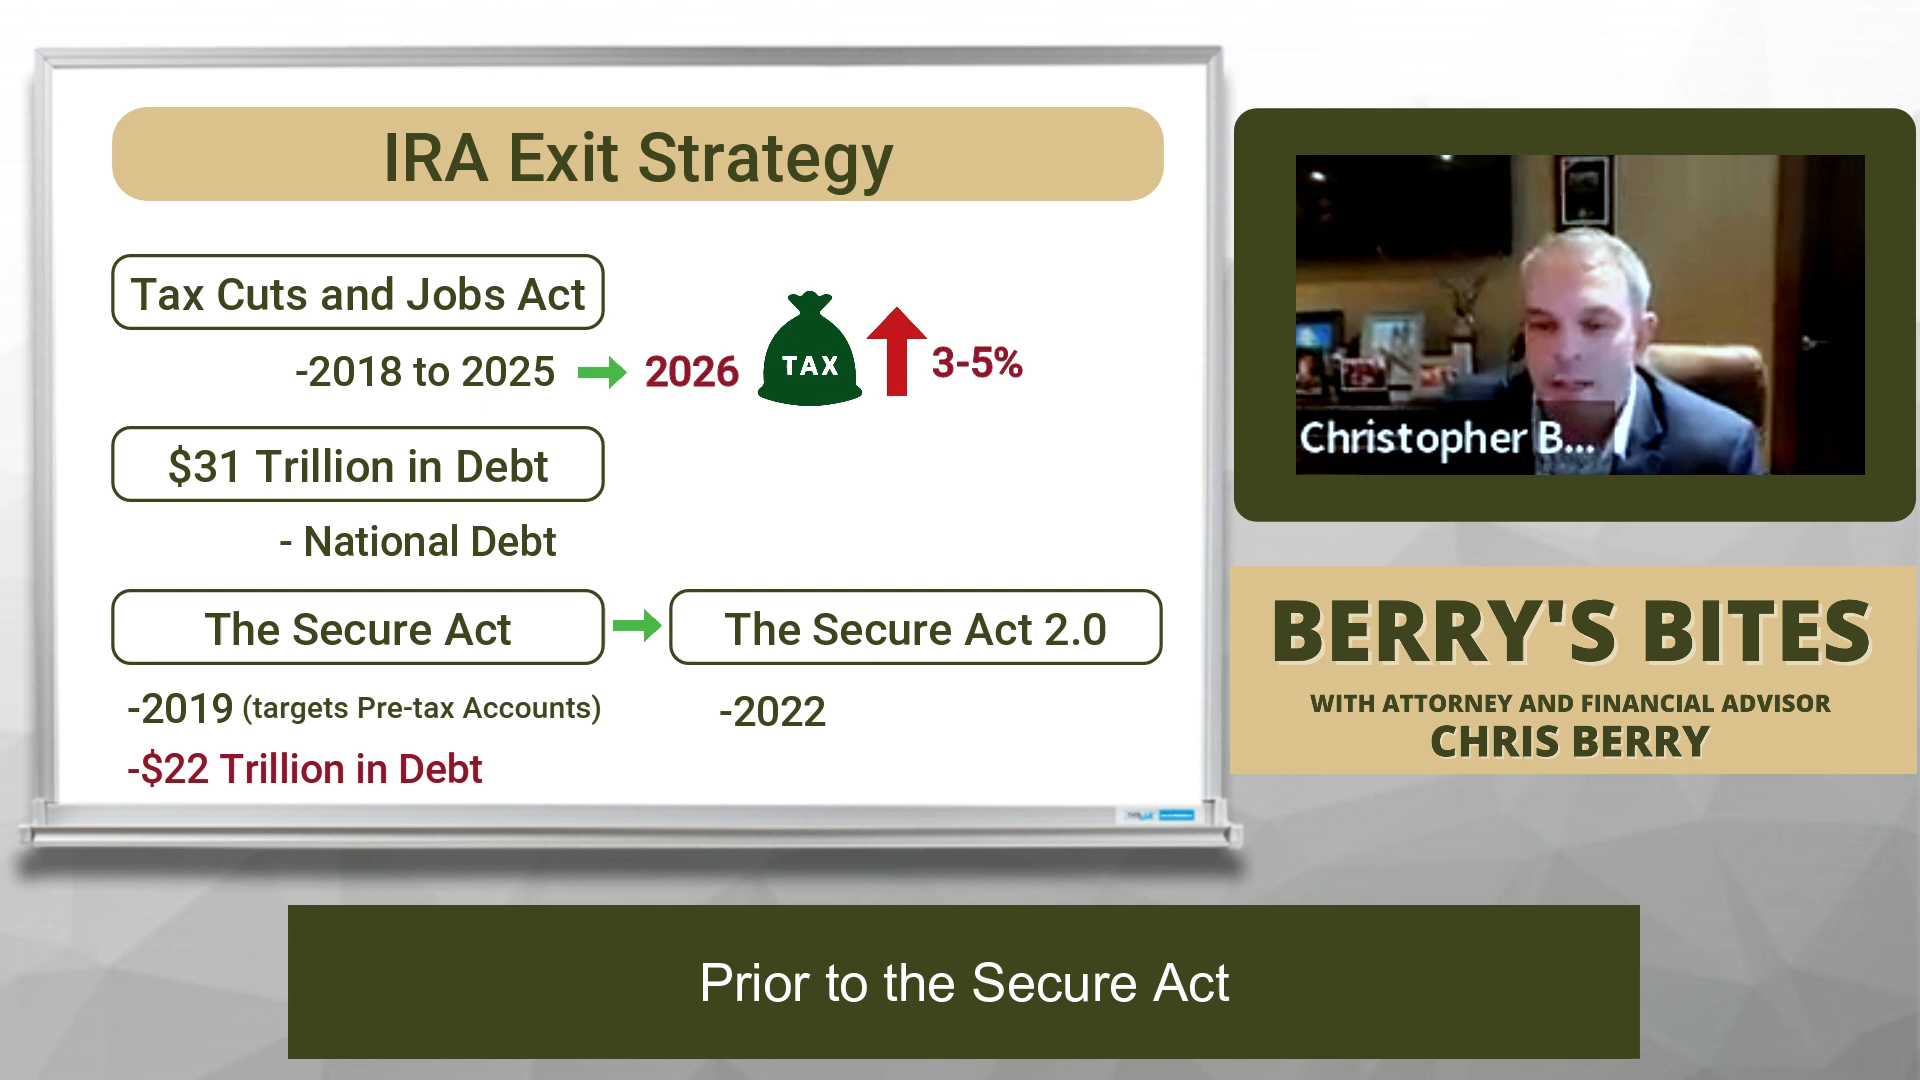 IRA Exit Strategy
Tax Cuts and Jobs Act
-2018 to 2025
2026
TAX
3-5%
$31 Trillion in Debt
- National Debt
The Secure Act
The Secure Act 2.0
-2019 (targets Pre-tax Accounts)
-2022
-$22 Trillion in Debt
Christopher B...
BERRY'S BITES
WITH ATTORNEY AND FINANCIAL ADVISOR
CHRIS BERRY
Prior to the Secure Act